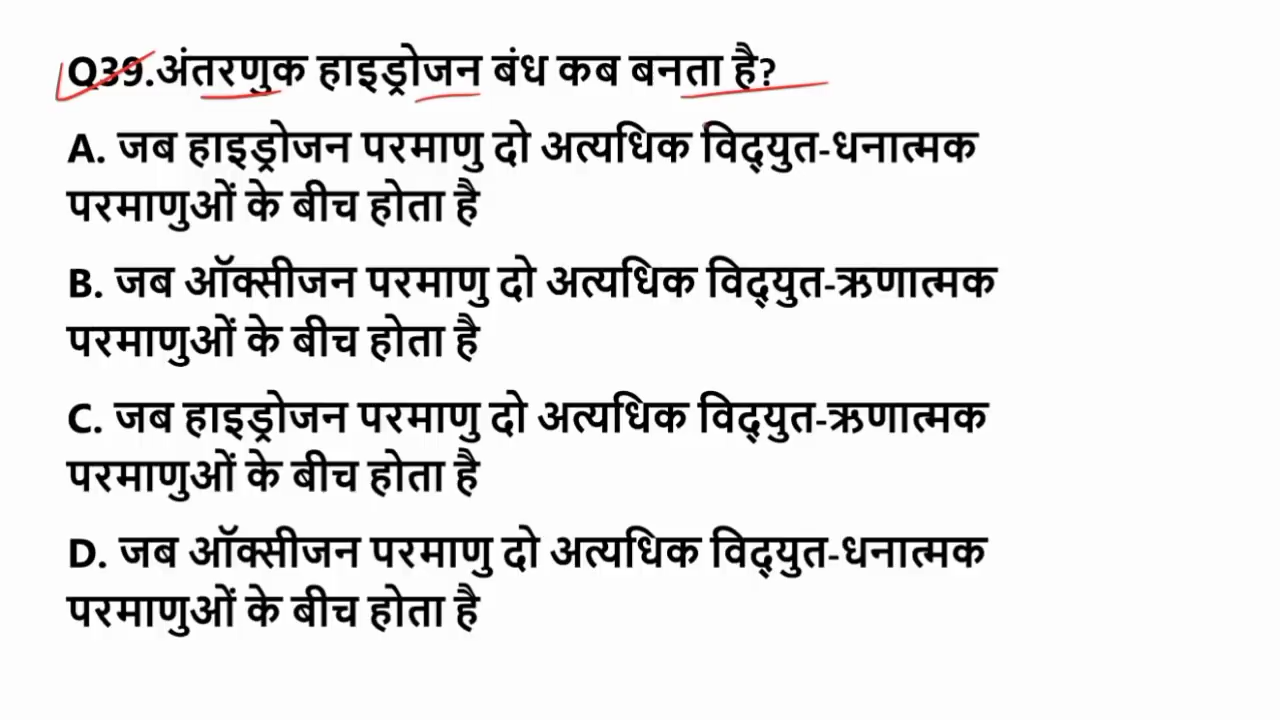 Q39.अंतरणुक हाइड्रोजन बंध कब बनता है?
A. जब हाइड्रोजन परमाणु दो अत्यधिक विद्युत-धनात्मक
परमाणुओं के बीच होता है
B. जब ऑक्सीजन परमाणु दो अत्यधिक विद्युत-ऋणात्मक
परमाणुओं के बीच होता है
C. जब हाइड्रोजन परमाणु दो अत्यधिक विद्युत-ऋणात्मक
परमाणुओं के बीच होता है
D. जब ऑक्सीजन परमाणु दो अत्यधिक विद्युत-धनात्मक
परमाणुओं के बीच होता है